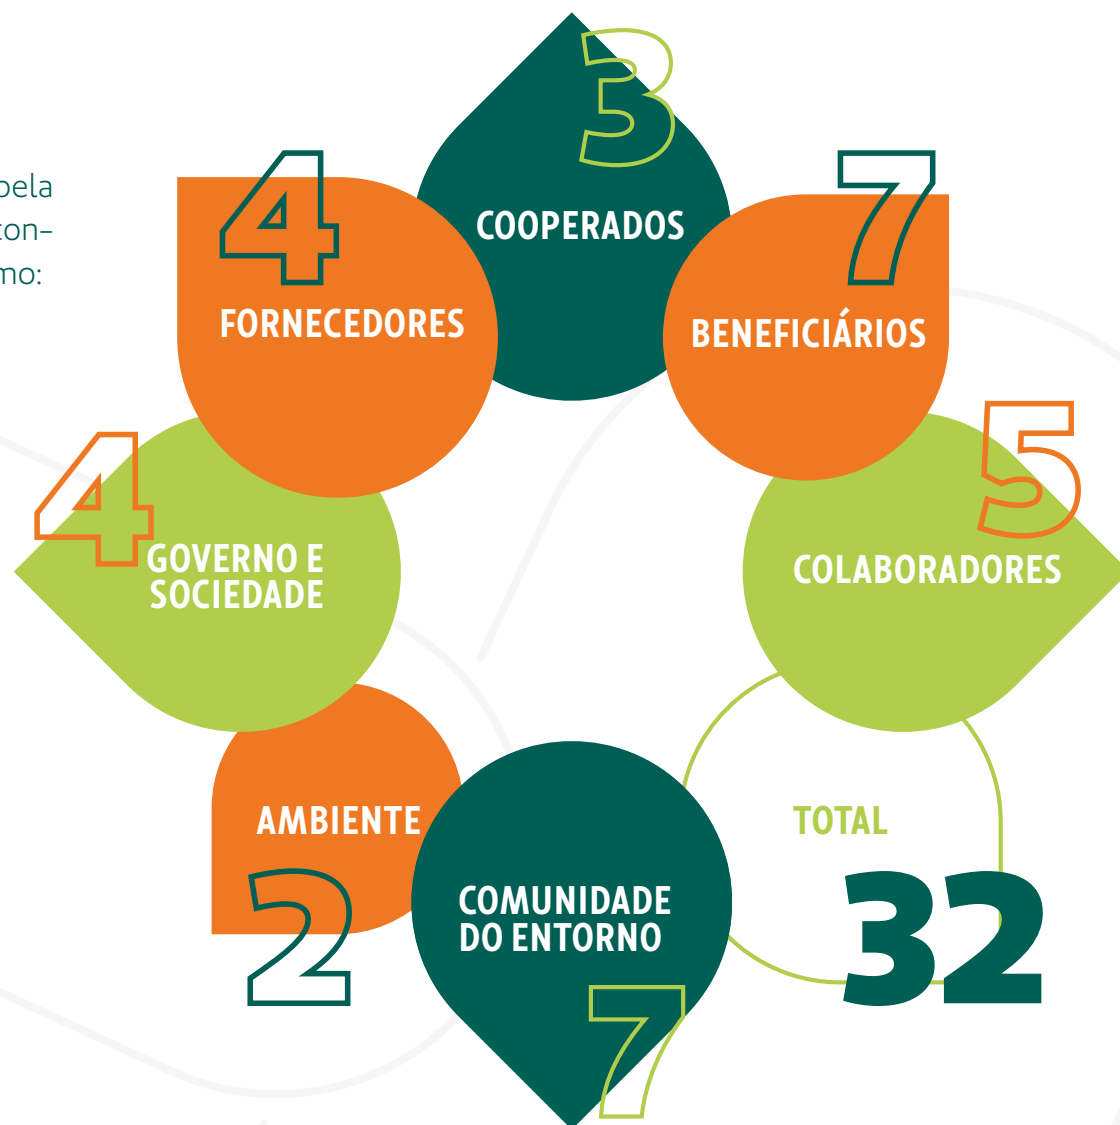 pela
con-
mo:
3
COOPERADOS
7
BENEFICIÁRIOS
5
COLABORADORES
TOTAL
32
7
COMUNIDADE
DO ENTORNO
2
AMBIENTE
4
GOVERNO E
SOCIEDADE
4
FORNECEDORES